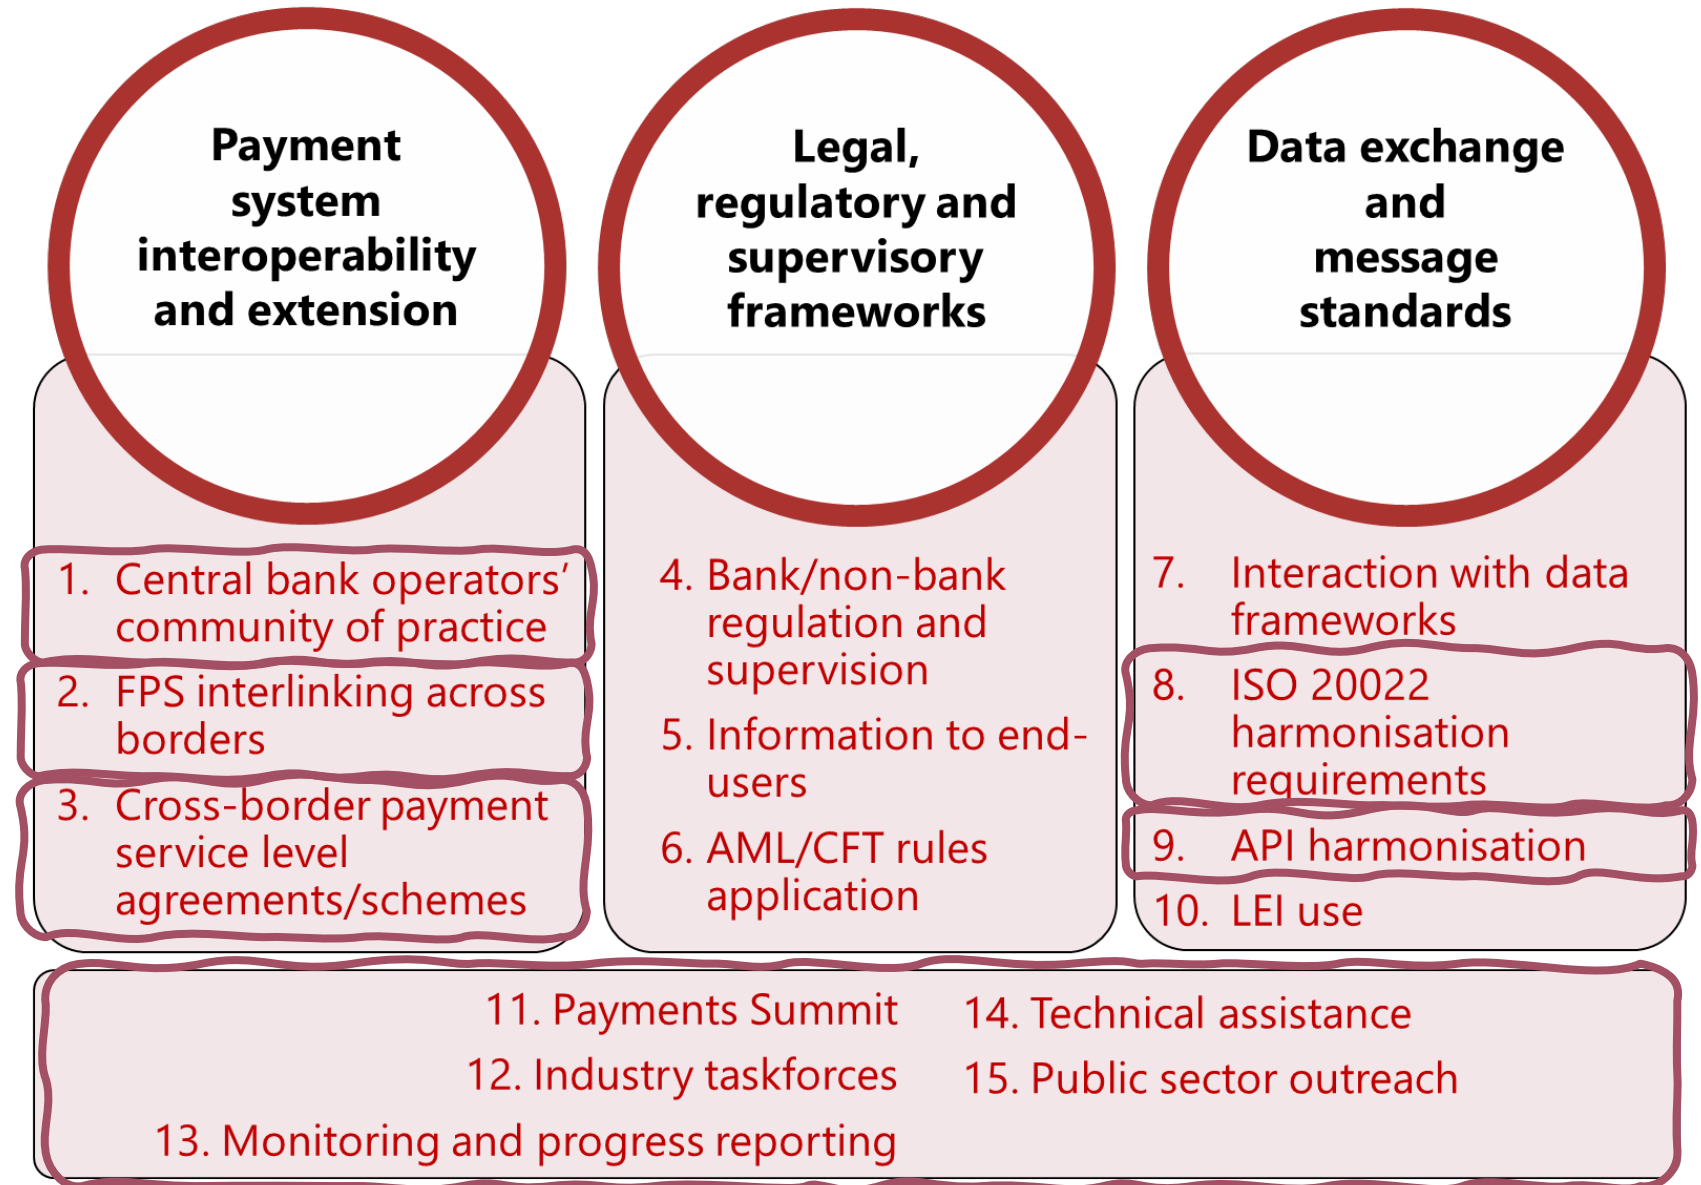 Payment
system
interoperability
and extension
1. Central bank operators’
community of practice
2. FPS interlinking across
borders
3. Cross-border payment
service level
agreements/schemes
Legal,
regulatory and
supervisory
frameworks
4. Bank/non-bank
regulation and
supervision
5. Information to end-
users
6. AML/CFT rules
application
Data exchange
and
message
standards
7. Interaction with data
frameworks
8. ISO 20022
harmonisation
requirements
9. API harmonisation
10. LEI use
11. Payments Summit
12. Industry taskforces
13. Monitoring and progress reporting
14. Technical assistance
15. Public sector outreach